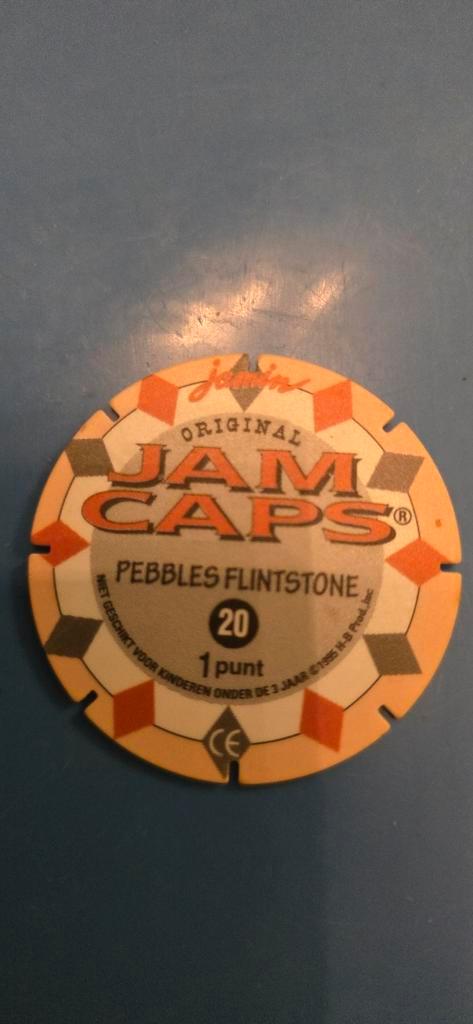 jamin
ORIGINAL
JAM
CAPS®
PEBBLES FLINTSTONE
20
1 punt
NIET GESCHIKT VOOR KINDEREN ONDER DE 3 JAAR ©1995 H-B Prod., Inc
CE